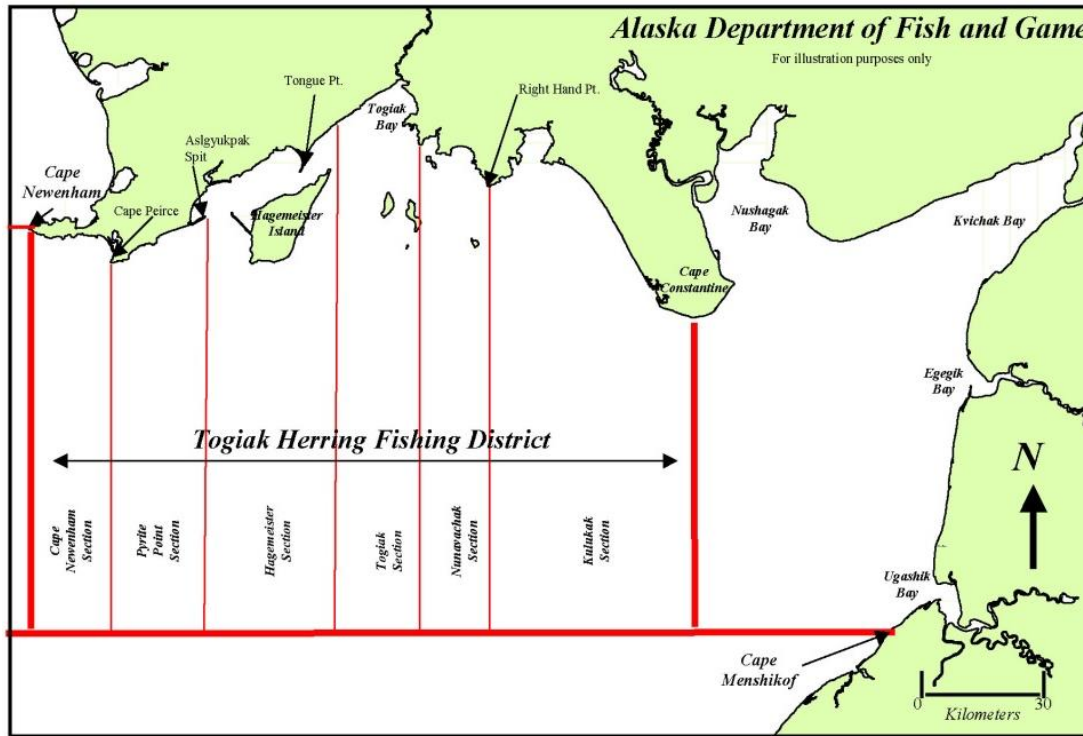 Alaska Department of Fish and Game
For illustration purposes only
Tongue Pt.
Right Hand Pt.
Togiak
Bay
Aslgyukpak
Spit
Cape
Newenham
Cape Peirce
Hagemeister
Island
Nushagak
Bay
Kvichak Bay
Cape
Constantine
Egegik
Bay
Togiak Herring Fishing District
N
Cape
Newenham
Section
Pyrite
Point
Section
Hagemeister
Section
Togiak
Section
Nunavachak
Section
Kulukak
Section
Ugashik
Bay
Cape
Menshikof
0 30
Kilometers